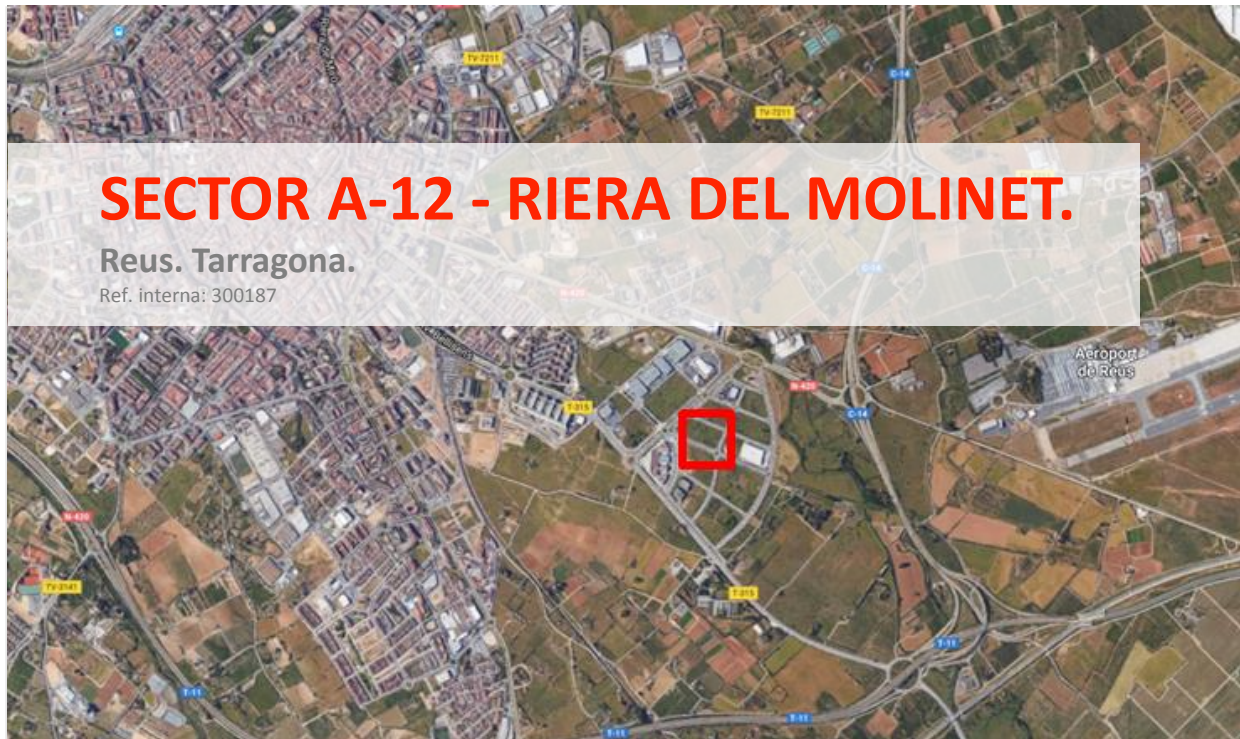 TV-7211
C-14
TV-7211
SECTOR A-12 - RIERA DEL MOLINET.
Reus. Tarragona.
Ref. interna: 300187
C-14
N-420
Aeroport
de Reus
N-420
T-315
C-14
N-420
TV-3141
T-315
T-11
T-11
T-11
T-11